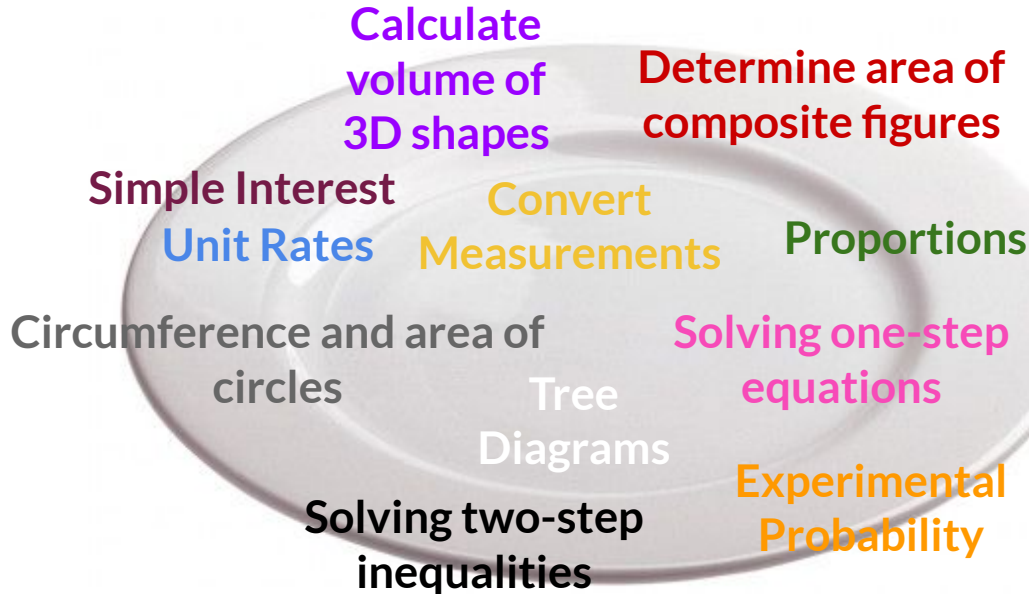 Calculate
volume of
3D shapes
Determine area of
composite figures
Simple Interest
Convert
Measurements
Unit Rates
Proportions
Circumference and area of
circles
Solving one-step
equations
Tree
Diagrams
Experimental
Probability
Solving two-step
inequalities